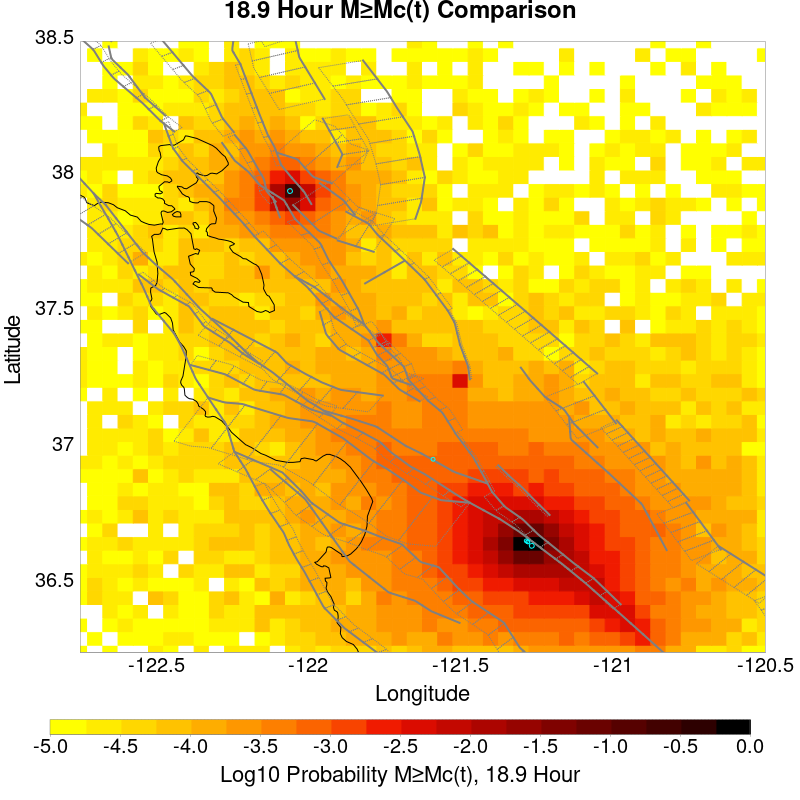 18.9 Hour M≥Mc(t) Comparison
38.5
38
37.5
37
36.5
Latitude
-122.5 -122 -121.5 -121 -120.5
Longitude
-5.0 -4.5 -4.0 -3.5 -3.0 -2.5 -2.0 -1.5 -1.0 -0.5 0.0
Log10 Probability M≥Mc(t), 18.9 Hour